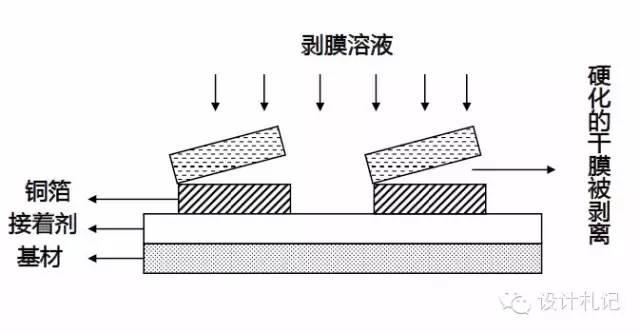 剥膜溶液
硬化的干膜被剥离
铜箔
接着剂
基材
设计札记